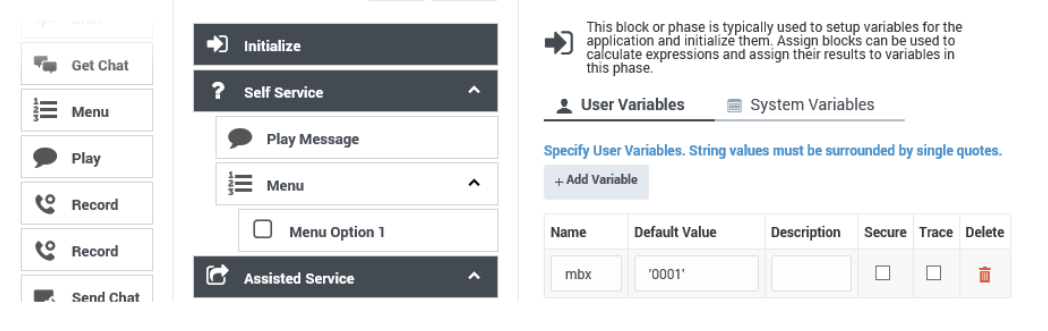 Get Chat
Menu
Play
Record
Record
Send Chat
Initialize
? Self Service
Play Message
Menu
Menu Option 1
Assisted Service
This block or phase is typically used to setup variables for the
application and initialize them. Assign blocks can be used to
calculate expressions and assign their results to variables in
this phase.
User Variables System Variables
Specify User Variables. String values must be surrounded by single quotes.
+ Add Variable
Name Default Value Description Secure Trace Delete
mbx '0001'